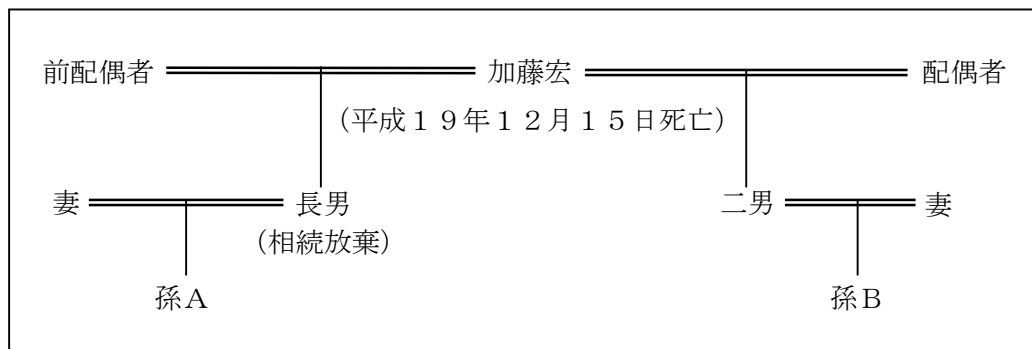 前配偶者 加藤宏 配偶者
(平成19年12月15日死亡)
妻 長男 二男 妻
(相続放棄)
孫A 孫B